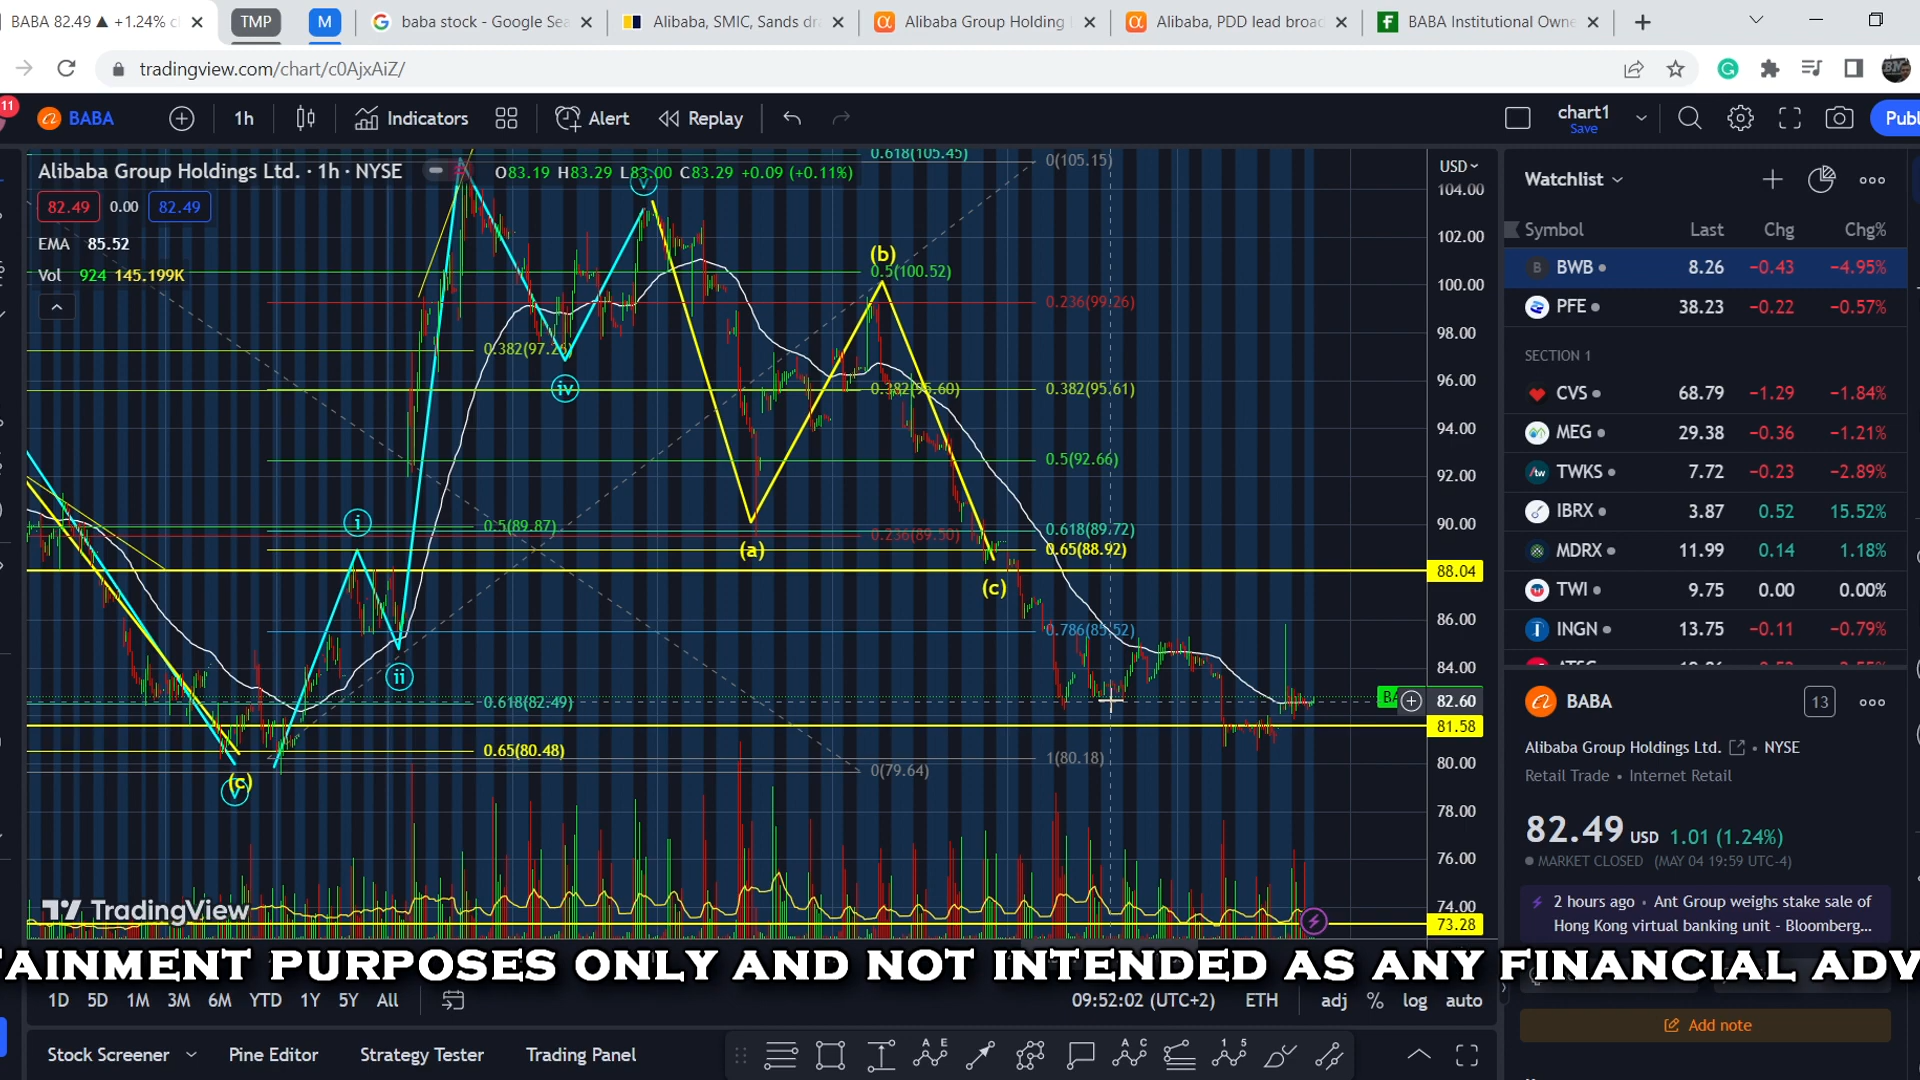 BABA 82.49 ▲ +1.24%
TMP
M
baba stock - Google Sea
Alibaba, SMIC, Sands dr
Alibaba Group Holding
Alibaba, PDD lead broad
BABA Institutional Owne
tradingview.com/chart/c0AjxAiZ/
11
BABA
1h
Indicators
Alert
Replay
chart1
Save
Publ
Alibaba Group Holdings Ltd. · 1h · NYSE
O83.19 H83.29 L83.00 C83.29 +0.09 (+0.11%)
82.49 0.00 82.49
EMA 85.52
Vol 924 145.199K
0.618(105.45)
0(105.15)
v
(b)
0.5(100.52)
0.236(99.26)
0.382(97.26)
iv
0.382(95.60)
0.382(95.61)
0.5(92.66)
i
0.5(89.87)
0.236(89.50)
0.618(89.72)
0.65(88.92)
(a)
(c)
0.786(85.52)
ii
0.618(82.49)
0.65(80.48)
1(80.18)
0(79.64)
(c)
v
USD
104.00
102.00
100.00
98.00
96.00
94.00
92.00
90.00
88.04
86.00
84.00
BA
82.60
81.58
80.00
78.00
76.00
74.00
73.28
TradingView
Watchlist
Symbol Last Chg Chg%
B BWB 8.26 −0.43 −4.95%
PFE 38.23 −0.22 −0.57%
SECTION 1
CVS 68.79 −1.29 −1.84%
MEG 29.38 −0.36 −1.21%
TWKS 7.72 −0.23 −2.89%
IBRX 3.87 0.52 15.52%
MDRX 11.99 0.14 1.18%
TWI 9.75 0.00 0.00%
INGN 13.75 −0.11 −0.79%
BABA
13
Alibaba Group Holdings Ltd. • NYSE
Retail Trade • Internet Retail
82.49 USD 1.01 (1.24%)
MARKET CLOSED (MAY 04 19:59 UTC-4)
2 hours ago • Ant Group weighs stake sale of
Hong Kong virtual banking unit - Bloomberg...
TAINMENT PURPOSES ONLY AND NOT INTENDED AS ANY FINANCIAL ADV
1D 5D 1M 3M 6M YTD 1Y 5Y All
09:52:02 (UTC+2) ETH adj % log auto
Add note
Stock Screener
Pine Editor
Strategy Tester
Trading Panel